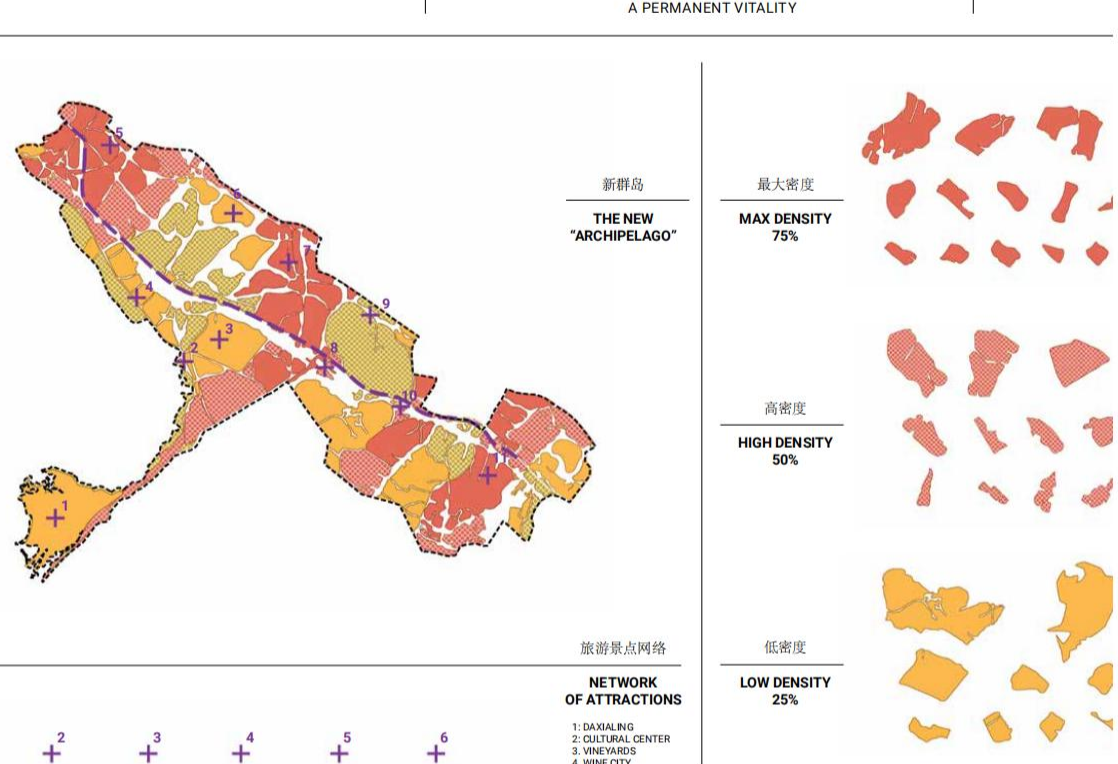 A PERMANENT VITALITY
新群岛
THE NEW
“ARCHIPELAGO”
5
6
7
4
9
3
2
8
10
11
1
最大密度
MAX DENSITY
75%
高密度
HIGH DENSITY
50%
低密度
LOW DENSITY
25%
旅游景点网络
NETWORK
OF ATTRACTIONS
1: DAXIALING
2: CULTURAL CENTER
3. VINEYARDS
4. WINE CITY
2
3
4
5
6